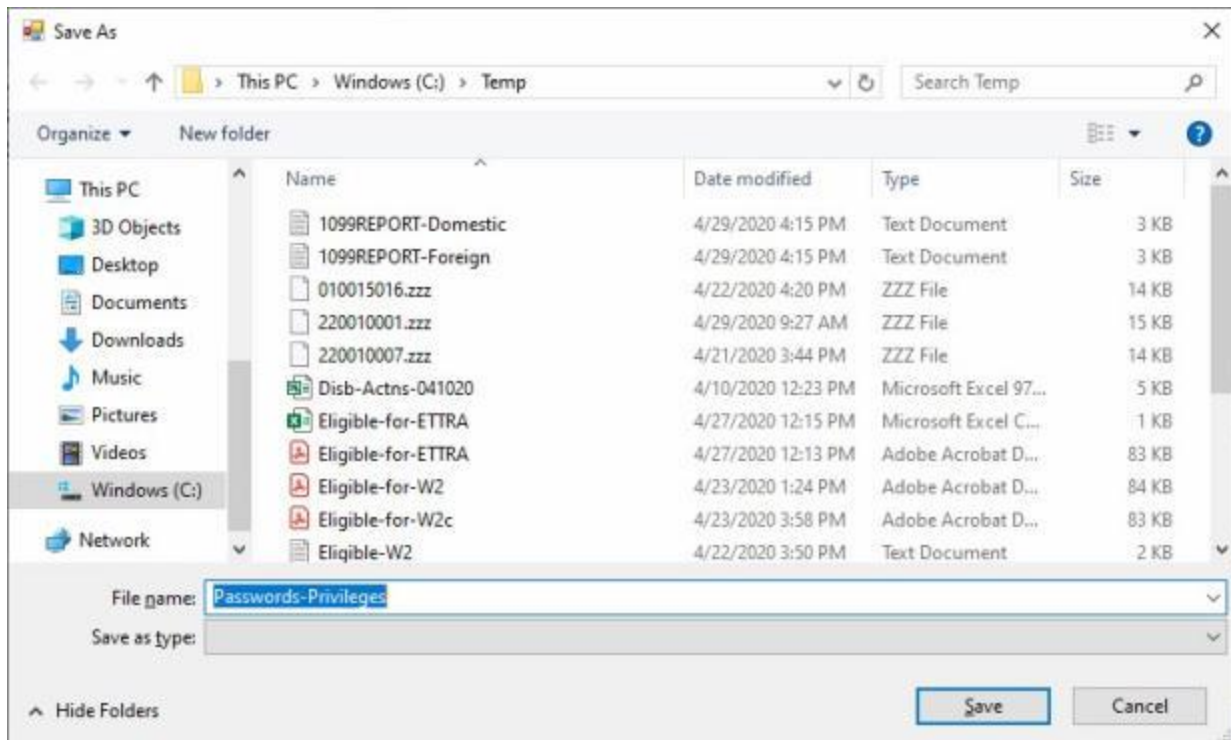 Save As
This PC > Windows (C:) > Temp
Search Temp
Organize
New folder
This PC
3D Objects
Desktop
Documents
Downloads
Music
Pictures
Videos
Windows (C:)
Network
Name Date modified Type Size
1099REPORT-Domestic 4/29/2020 4:15 PM Text Document 3 KB
1099REPORT-Foreign 4/29/2020 4:15 PM Text Document 3 KB
010015016.zzz 4/22/2020 4:20 PM ZZZ File 14 KB
220010001.zzz 4/29/2020 9:27 AM ZZZ File 15 KB
220010007.zzz 4/21/2020 3:44 PM ZZZ File 14 KB
Disb-Actns-041020 4/10/2020 12:23 PM Microsoft Excel 97... 5 KB
Eligible-for-ETTRA 4/27/2020 12:15 PM Microsoft Excel C... 1 KB
Eligible-for-ETTRA 4/27/2020 12:13 PM Adobe Acrobat D... 83 KB
Eligible-for-W2 4/23/2020 1:24 PM Adobe Acrobat D... 84 KB
Eligible-for-W2c 4/23/2020 3:58 PM Adobe Acrobat D... 83 KB
Eligible-W2 4/22/2020 3:50 PM Text Document 2 KB
File name: Passwords-Privileges
Save as type:
Hide Folders
Save
Cancel